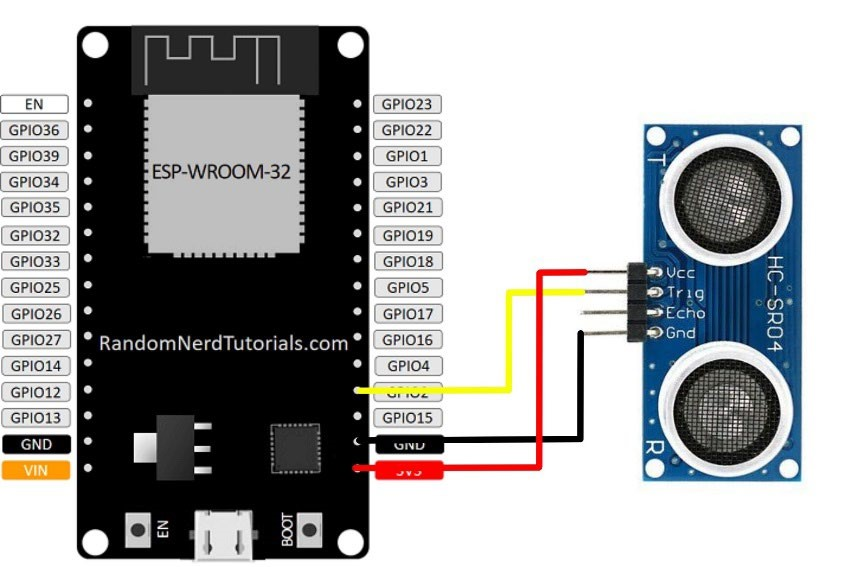 EN
GPIO36
GPIO39
GPIO34
GPIO35
GPIO32
GPIO33
GPIO25
GPIO26
GPIO27
GPIO14
GPIO12
GPIO13
GND
VIN
ESP-WROOM-32
RandomNerdTutorials.com
EN
BOOT
GPIO23
GPIO22
GPIO1
GPIO3
GPIO21
GPIO19
GPIO18
GPIO5
GPIO17
GPIO16
GPIO4
GPIO2
GPIO15
GND
3V3
T
Vcc
Trig
Echo
Gnd
HC-SR04
R